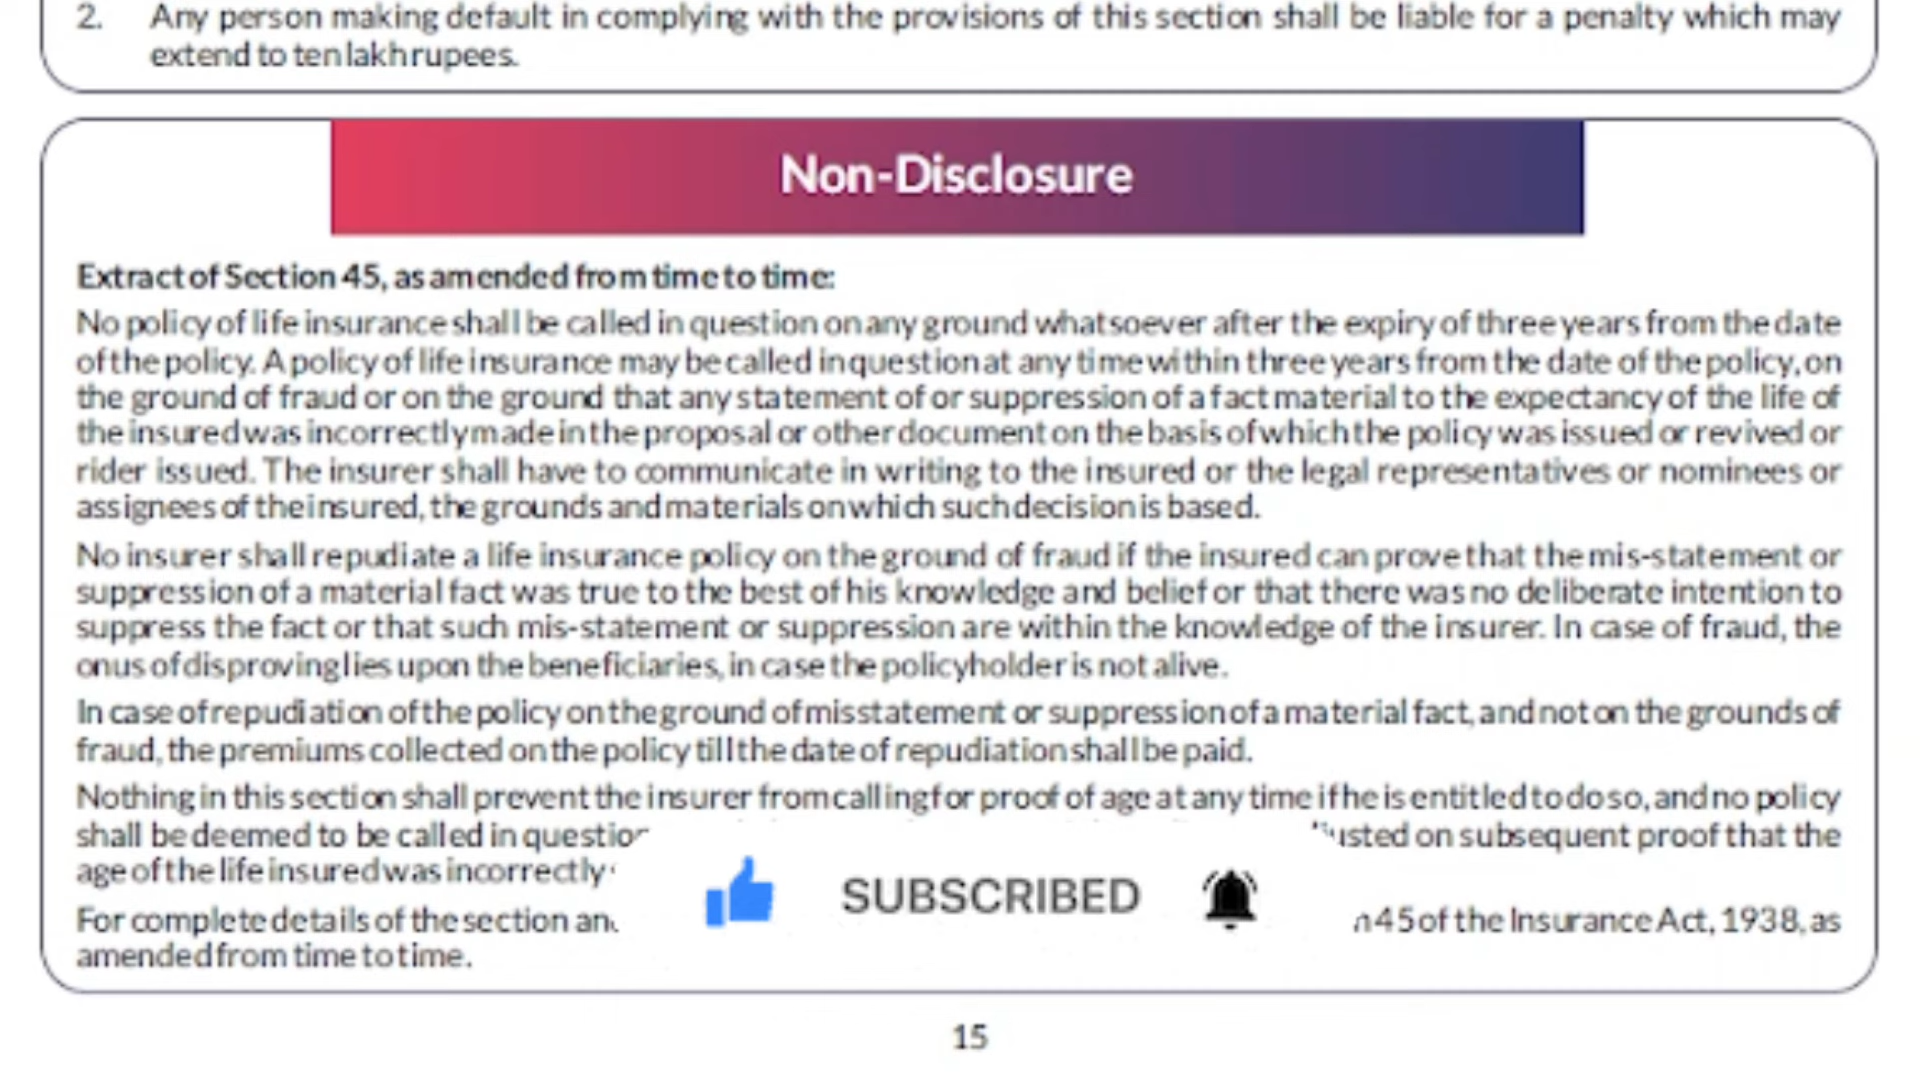 2. Any person making default in complying with the provisions of this section shall be liable for a penalty which may
extend to ten lakh rupees.
Non-Disclosure
Extract of Section 45, as amended from time to time:
No policy of life insurance shall be called in question on any ground whatsoever after the expiry of three years from the date
of the policy. A policy of life insurance may be called in question at any time within three years from the date of the policy, on
the ground of fraud or on the ground that any statement of or suppression of a fact material to the expectancy of the life of
the insured was incorrectly made in the proposal or other document on the basis of which the policy was issued or revived or
rider issued. The insurer shall have to communicate in writing to the insured or the legal representatives or nominees or
assignees of the insured, the grounds and materials on which such decision is based.
No insurer shall repudiate a life insurance policy on the ground of fraud if the insured can prove that the mis-statement or
suppression of a material fact was true to the best of his knowledge and belief or that there was no deliberate intention to
suppress the fact or that such mis-statement or suppression are within the knowledge of the insurer. In case of fraud, the
onus of disproving lies upon the beneficiaries, in case the policyholder is not alive.
In case of repudiation of the policy on the ground of misstatement or suppression of a material fact, and not on the grounds of
fraud, the premiums collected on the policy till the date of repudiation shall be paid.
Nothing in this section shall prevent the insurer from calling for proof of age at any time if he is entitled to do so, and no policy
shall be deemed to be called in on subsequent proof that the
age of the life insured was incorrectly
For complete details of the section 45 of the Insurance Act, 1938, as
amended from time to time.
SUBSCRIBED
15